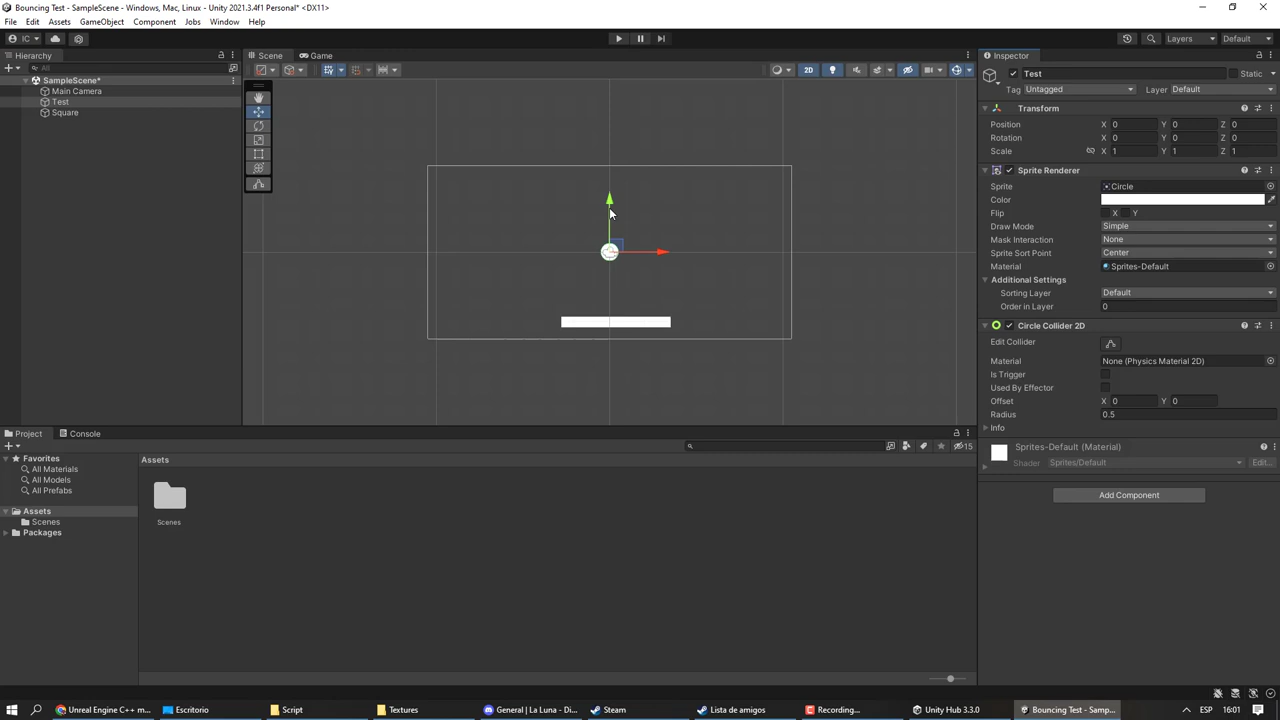 Bouncing Test - SampleScene - Windows, Mac, Linux - Unity 2021.3.4f1 Personal* <DX11>
File Edit Assets GameObject Component Jobs Window Help
IC Layers Default
Hierarchy
All
SampleScene*
Main Camera
Test
Square
Scene Game
2D
Inspector
Test Static
Tag Untagged Layer Default
Transform
Position X 0 Y 0 Z 0
Rotation X 0 Y 0 Z 0
Scale X 1 Y 1 Z 1
Sprite Renderer
Sprite Circle
Color
Flip X Y
Draw Mode Simple
Mask Interaction None
Sprite Sort Point Center
Material Sprites-Default
Additional Settings
Sorting Layer Default
Order in Layer 0
Circle Collider 2D
Edit Collider
Material None (Physics Material 2D)
Is Trigger
Used By Effector
Offset X 0 Y 0
Radius 0.5
Info
Sprites-Default (Material)
Shader Sprites/Default Edit...
Add Component
Project Console
15
Favorites
All Materials
All Models
All Prefabs
Assets
Scenes
Packages
Assets
Scenes
Unreal Engine C++ m... Escritorio Script Textures General | La Luna - Di... Steam Lista de amigos Recording... Unity Hub 3.3.0 Bouncing Test - Samp... ESP 16:01